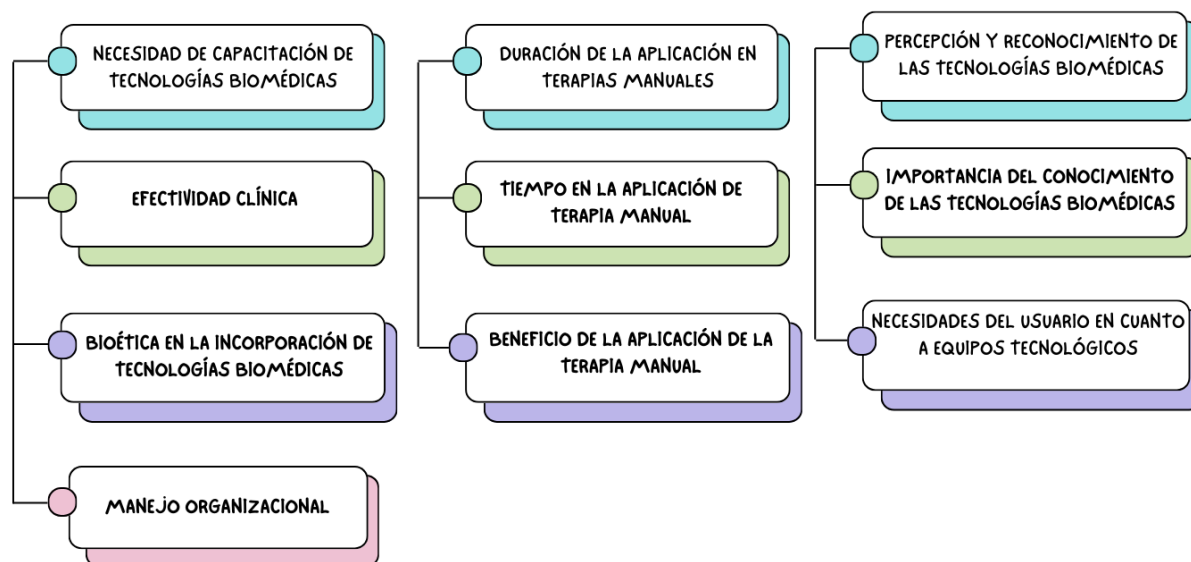 NECESIDAD DE CAPACITACIÓN DE
TECNOLOGÍAS BIOMÉDICAS
EFECTIVIDAD CLÍNICA
BIOÉTICA EN LA INCORPORACIÓN DE
TECNOLOGÍAS BIOMÉDICAS
MANEJO ORGANIZACIONAL
DURACIÓN DE LA APLICACIÓN EN
TERAPIAS MANUALES
TIEMPO EN LA APLICACIÓN DE
TERAPIA MANUAL
BENEFICIO DE LA APLICACIÓN DE LA
TERAPIA MANUAL
PERCEPCIÓN Y RECONOCIMIENTO DE
LAS TECNOLOGÍAS BIOMÉDICAS
IMPORTANCIA DEL CONOCIMIENTO
DE LAS TECNOLOGÍAS BIOMÉDICAS
NECESIDADES DEL USUARIO EN CUANTO
A EQUIPOS TECNOLÓGICOS